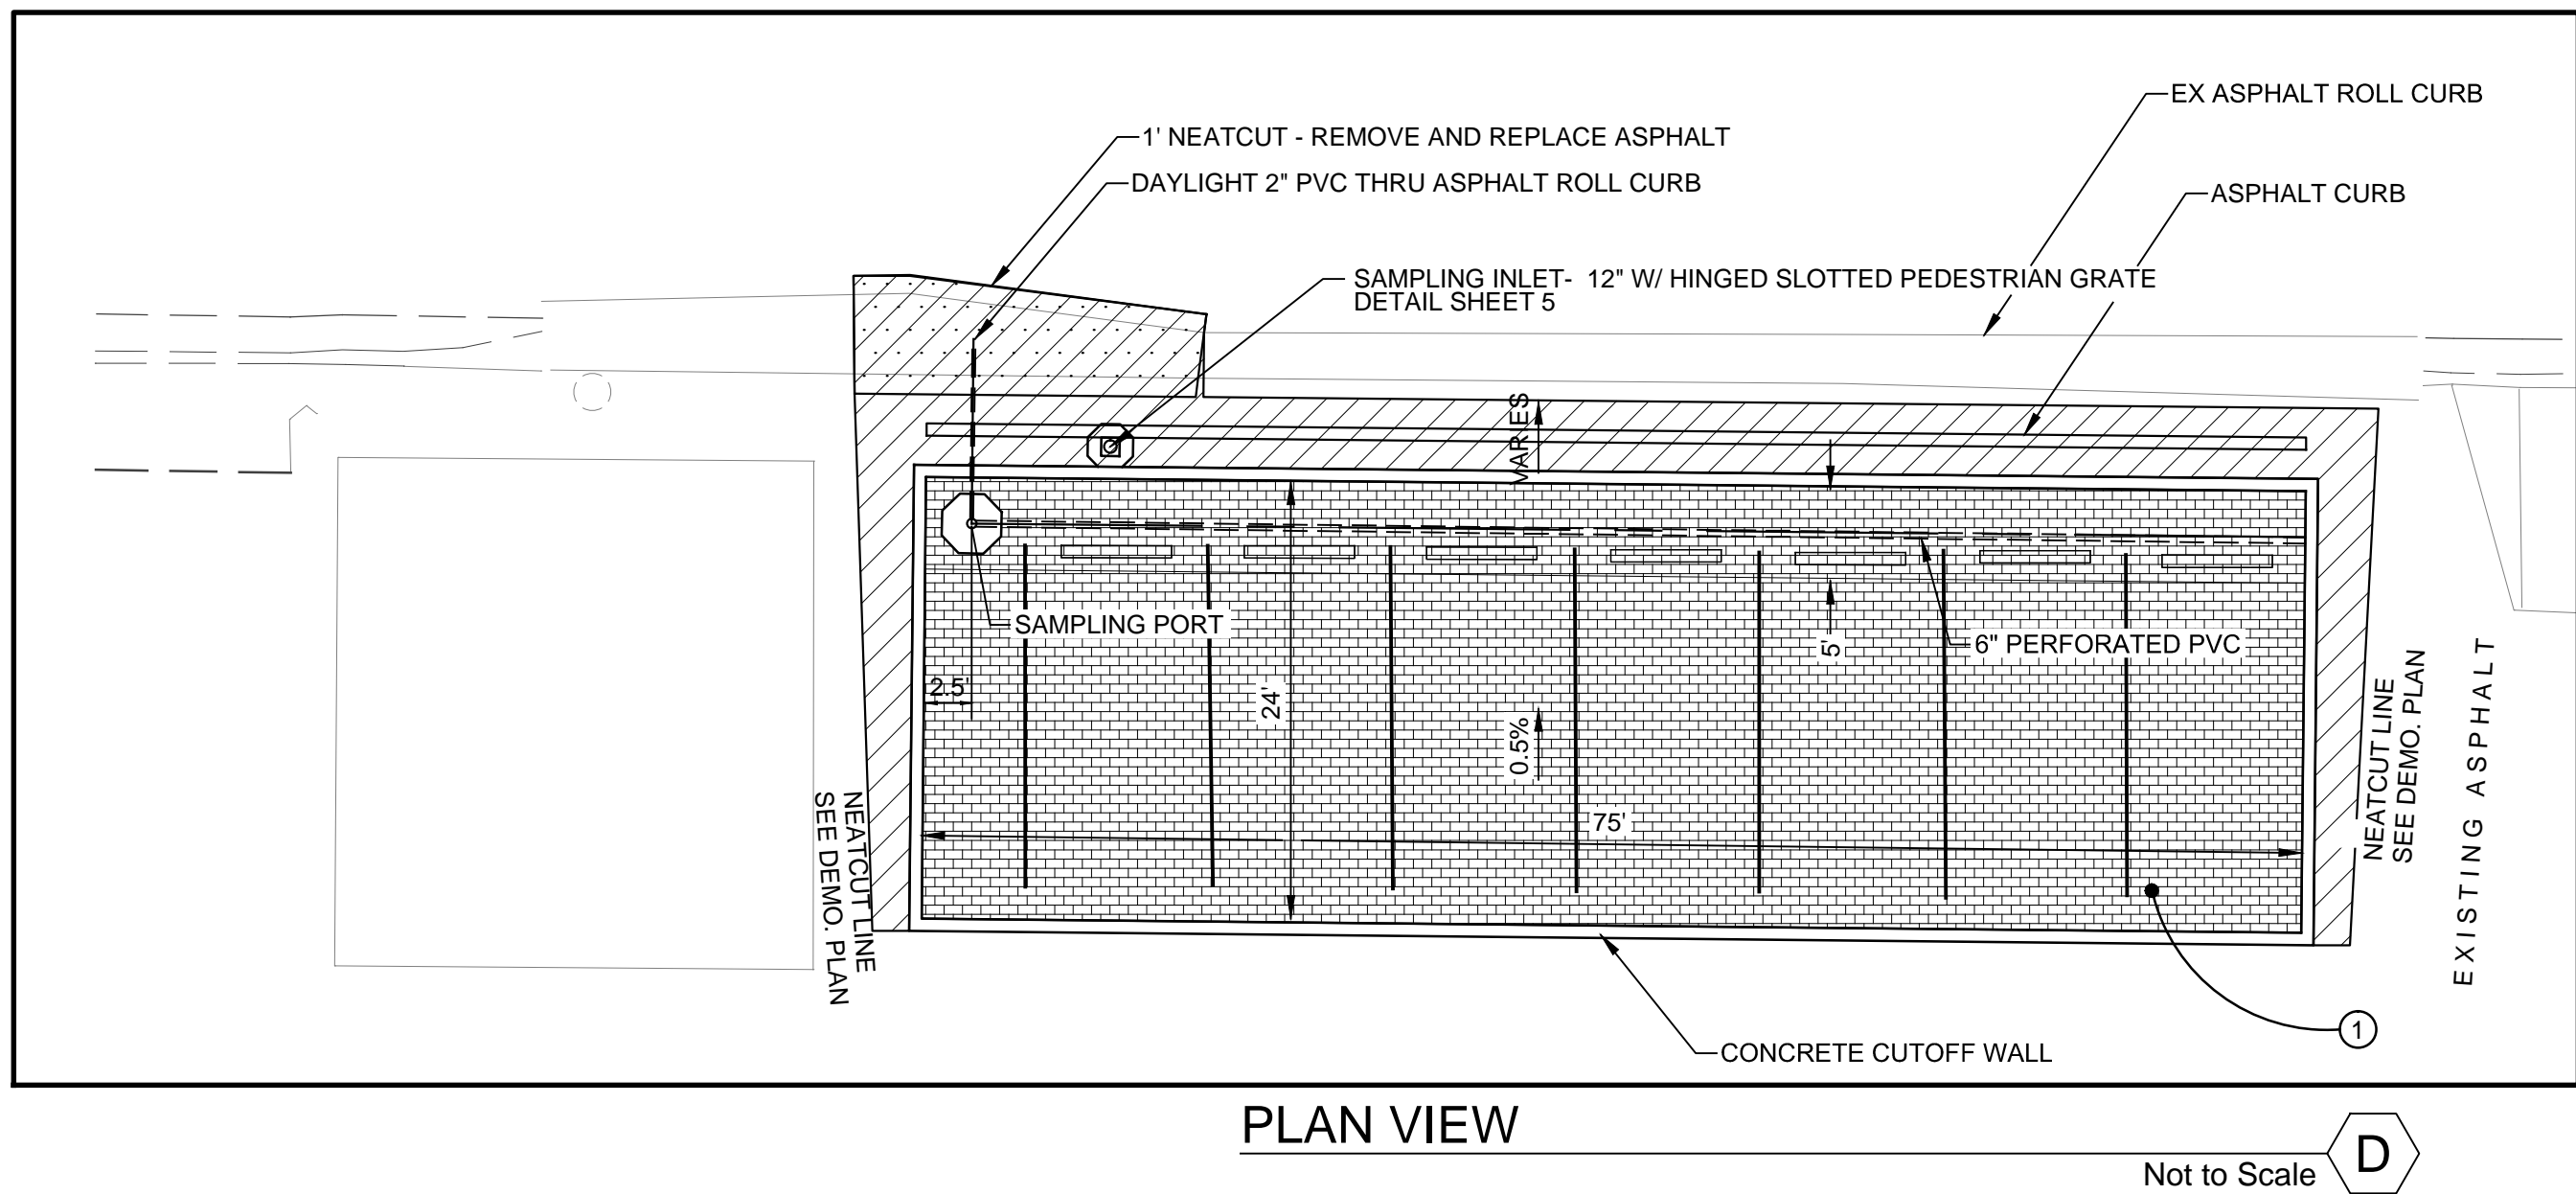 EX ASPHALT ROLL CURB
1' NEATCUT - REMOVE AND REPLACE ASPHALT
DAYLIGHT 2" PVC THRU ASPHALT ROLL CURB
ASPHALT CURB
SAMPLING INLET- 12" W/ HINGED SLOTTED PEDESTRIAN GRATE
DETAIL SHEET 5
VARIES
SAMPLING PORT
5'
6" PERFORATED PVC
2.5'
24'
0.5%
75'
NEATCUT LINE
SEE DEMO. PLAN
NEATCUT LINE
SEE DEMO. PLAN
EXISTING ASPHALT
1
CONCRETE CUTOFF WALL
PLAN VIEW
D
Not to Scale